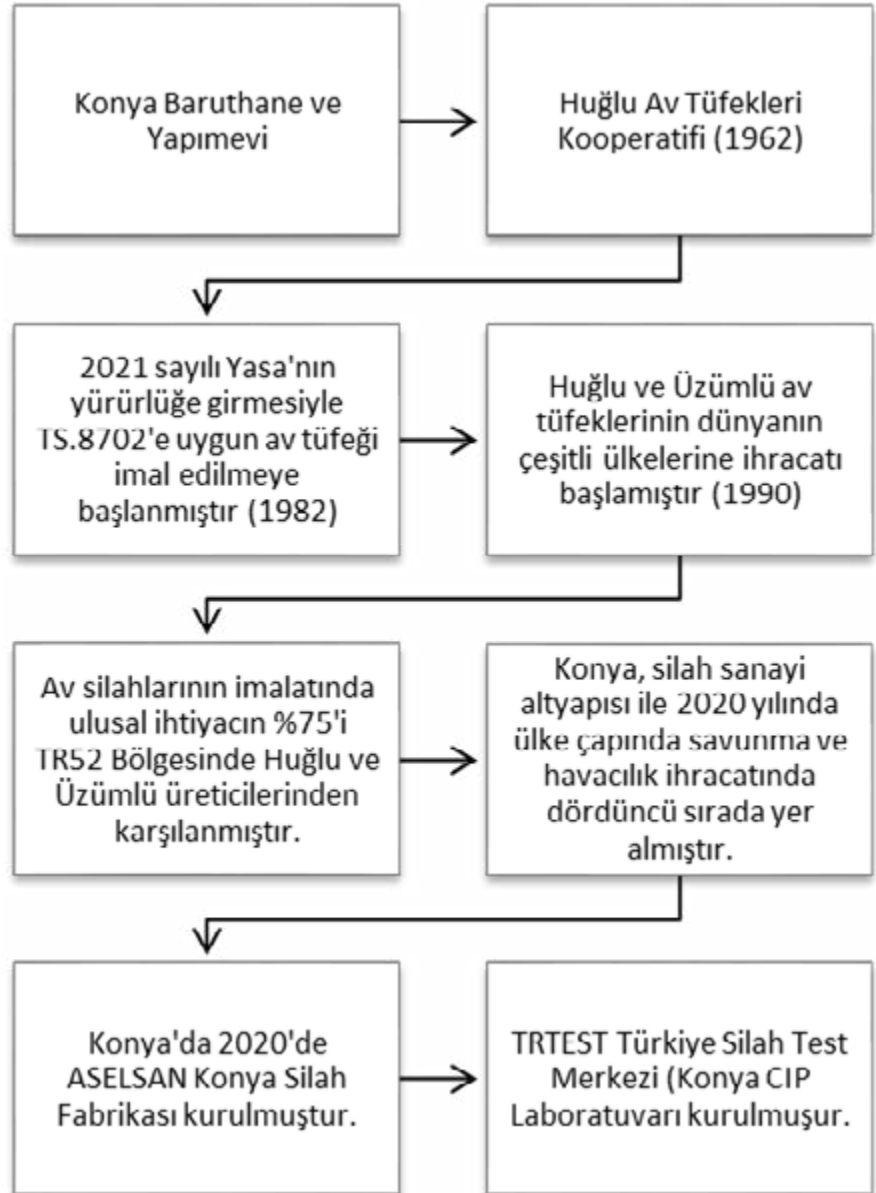 Konya Baruthane ve
Yapımevi
Huğlu Av Tüfekleri
Kooperatifi (1962)
2021 sayılı Yasa'nın
yürürlüğe girmesiyle
TS.8702'e uygun av tüfeği
imal edilmeye
başlanmıştır (1982)
Huğlu ve Üzümlü av
tüfeklerinin dünyanın
çeşitli ülkelerine ihracatı
başlamıştır (1990)
Av silahlarının imalatında
ulusal ihtiyacın %75'i
TR52 Bölgesinde Huğlu ve
Üzümlü üreticilerinden
karşılanmıştır.
Konya, silah sanayi
altyapısı ile 2020 yılında
ülke çapında savunma ve
havacılık ihracatında
dördüncü sırada yer
almıştır.
Konya'da 2020'de
ASELSAN Konya Silah
Fabrikası kurulmuştur.
TRTEST Türkiye Silah Test
Merkezi (Konya CIP
Laboratuvarı kurulmuşur.